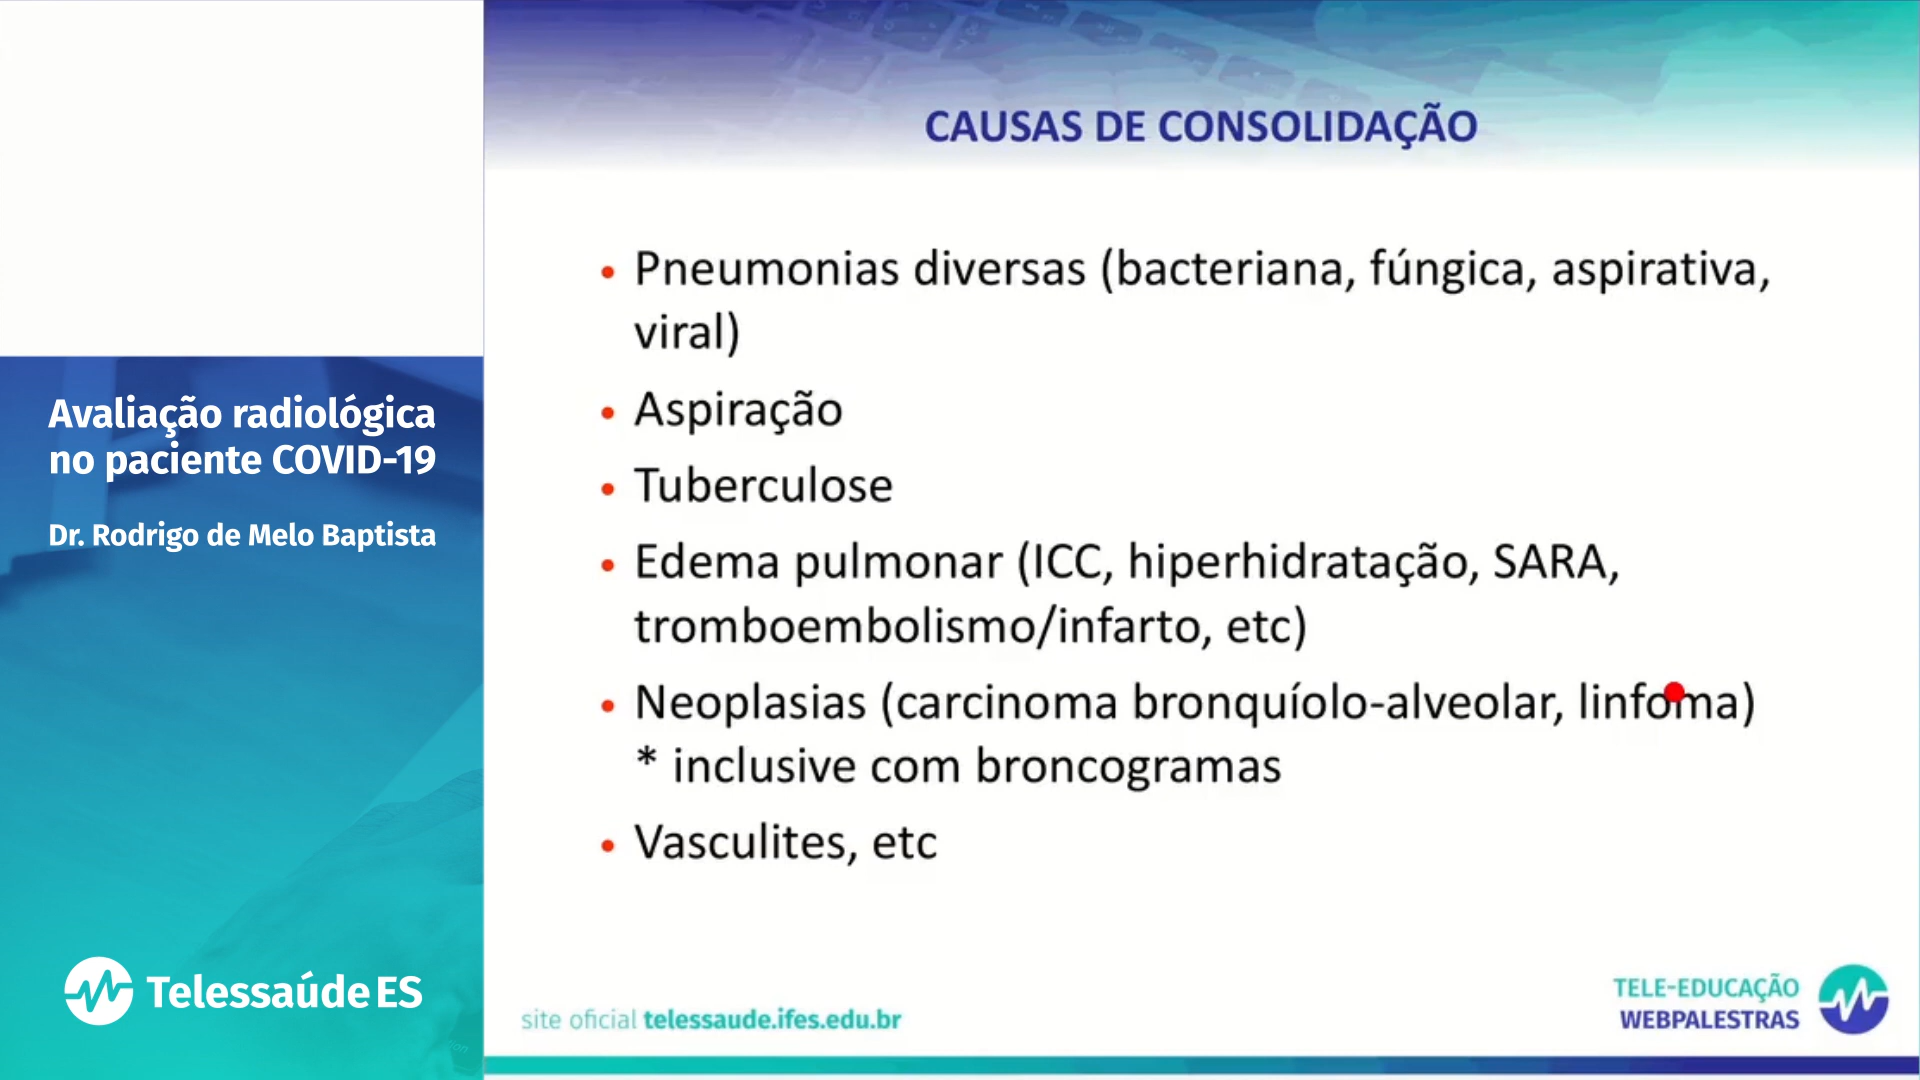 Avaliação radiológica
no paciente COVID-19
Dr. Rodrigo de Melo Baptista
Telessaúde ES
CAUSAS DE CONSOLIDAÇÃO
• Pneumonias diversas (bacteriana, fúngica, aspirativa,
viral)
• Aspiração
• Tuberculose
• Edema pulmonar (ICC, hiperhidratação, SARA,
tromboembolismo/infarto, etc)
• Neoplasias (carcinoma bronquíolo-alveolar, linfoma)
* inclusive com broncogramas
• Vasculites, etc
site oficial telessaude.ifes.edu.br
TELE-EDUCAÇÃO
WEBPALESTRAS